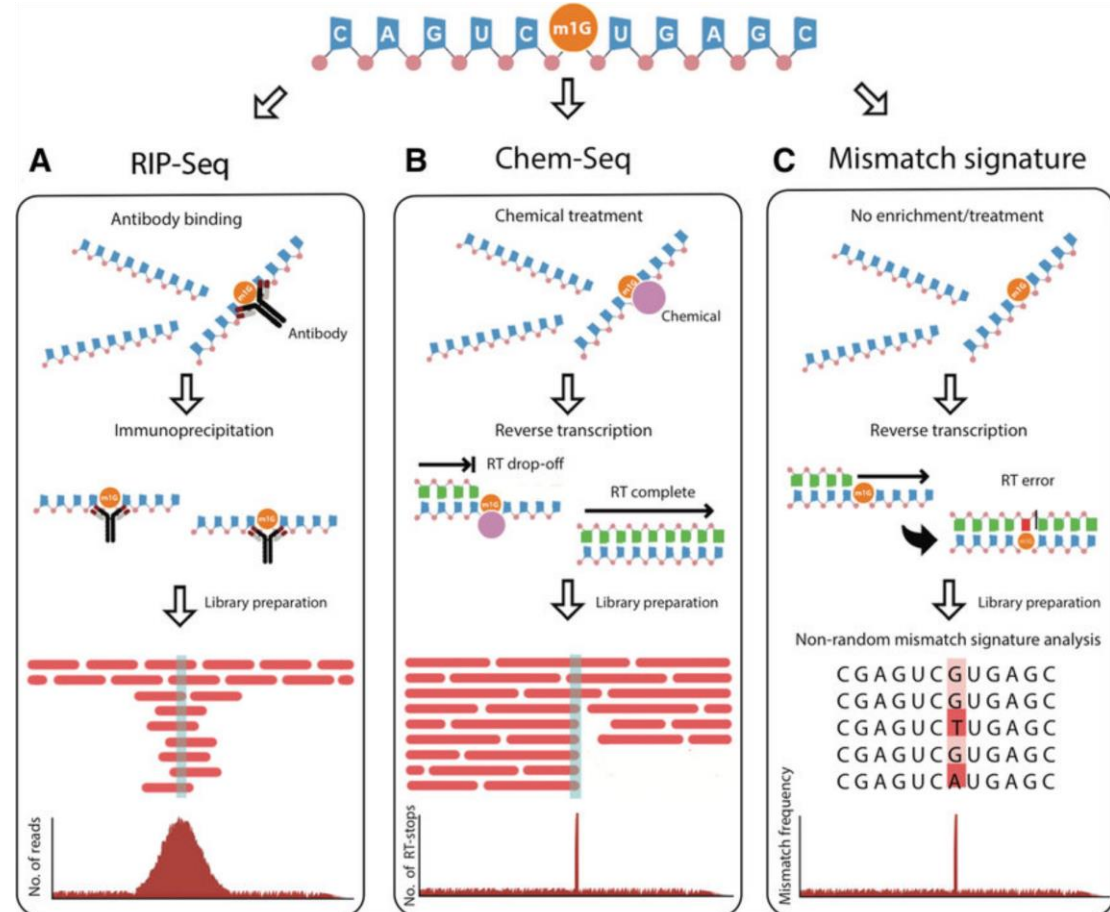 C A G U C m1G U G A G C
A RIP-Seq
Antibody binding
m1G
Antibody
Immunoprecipitation
m1G
m1G
Library preparation
No. of reads
B Chem-Seq
Chemical treatment
m1G
Chemical
Reverse transcription
RT drop-off
m1G
RT complete
Library preparation
No. of RT-stops
C Mismatch signature
No enrichment/treatment
m1G
Reverse transcription
m1G
RT error
m1G
Library preparation
Non-random mismatch signature analysis
CGAGUCGUGAGC
CGAGUCGUGAGC
CGAGUCTUGAGC
CGAGUCGUGAGC
CGAGUCAUGAGC
Mismatch frequency